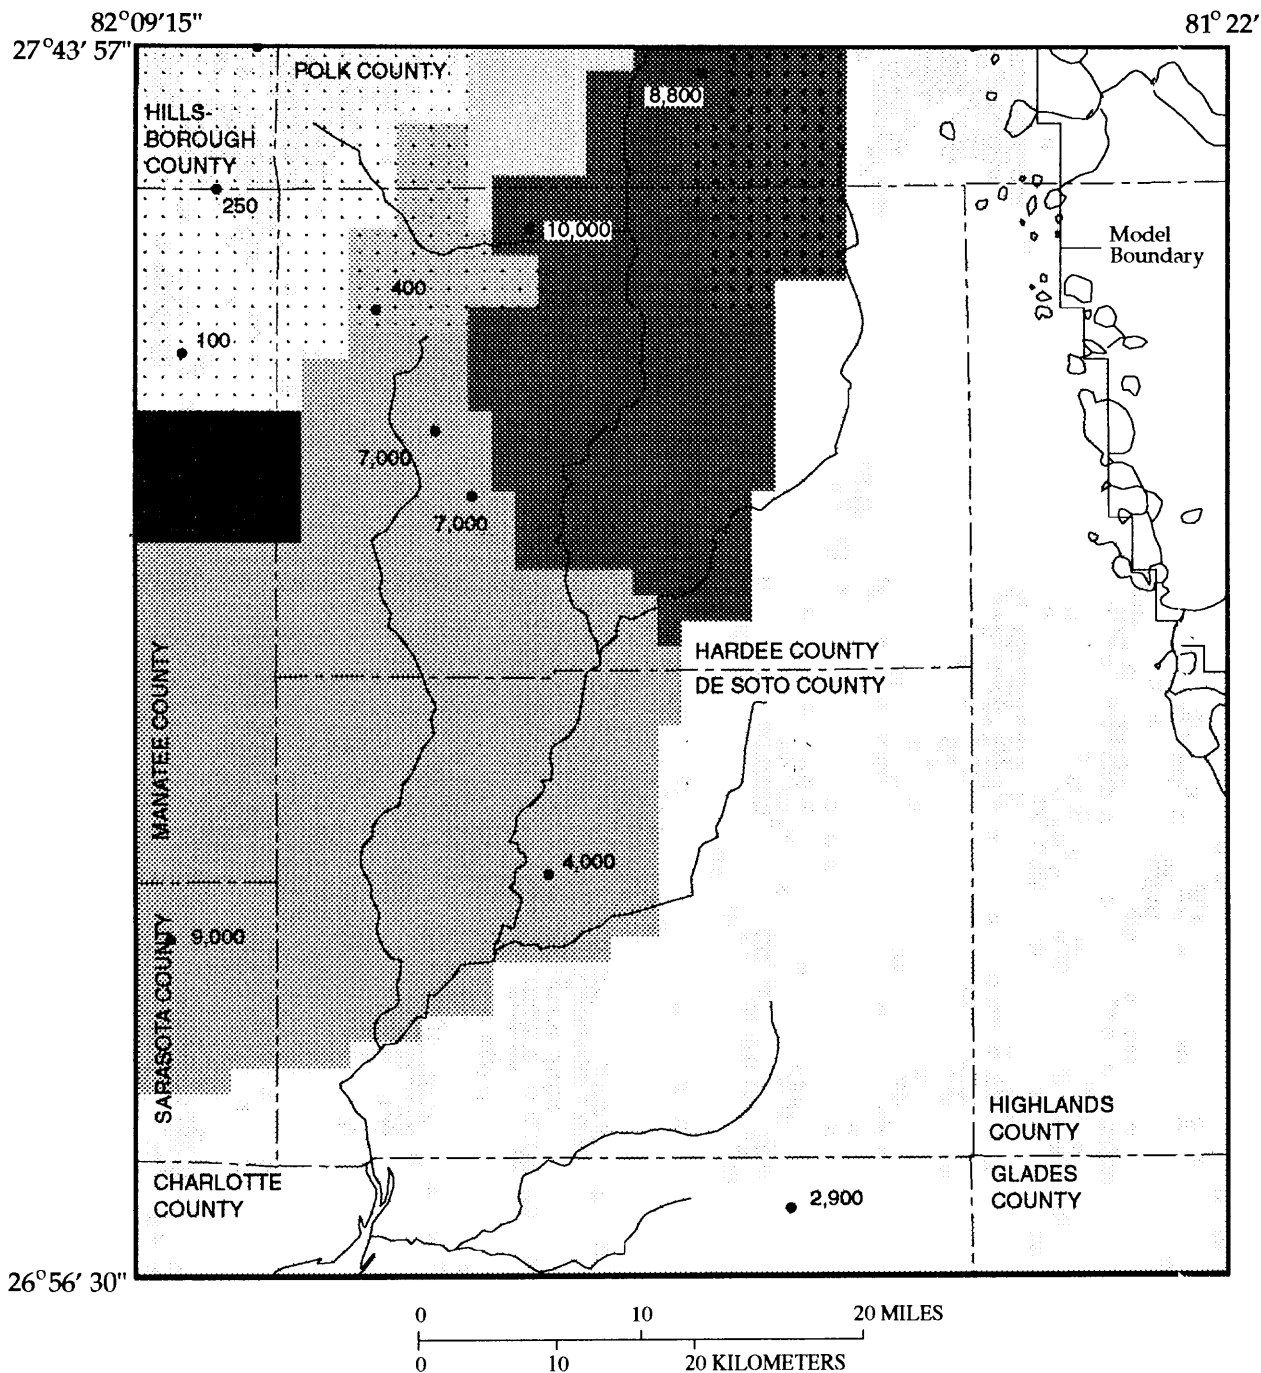 82°09'15"
81° 22'
27°43' 57"
POLK COUNTY
8,800
HILLS-
BOROUGH
COUNTY
250
10,000
Model
Boundary
400
100
7,000
7,000
HARDEE COUNTY
DE SOTO COUNTY
MANATEE COUNTY
4,000
9,000
SARASOTA COUNTY
HIGHLANDS
COUNTY
CHARLOTTE
COUNTY
GLADES
COUNTY
2,900
26°56' 30"
0 10 20 MILES
0 10 20 KILOMETERS